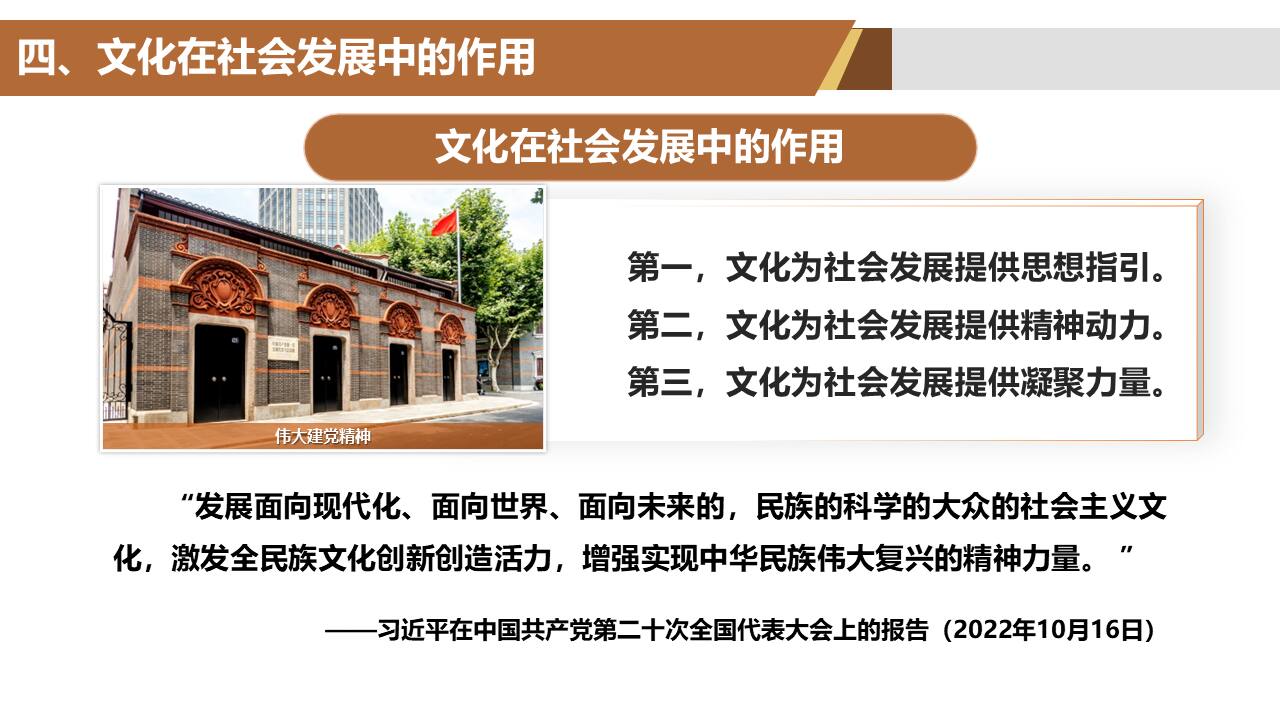 四、文化在社会发展中的作用
文化在社会发展中的作用
第一，文化为社会发展提供思想指引。
第二，文化为社会发展提供精神动力。
第三，文化为社会发展提供凝聚力量。
伟大建党精神
“发展面向现代化、面向世界、面向未来的，民族的科学的大众的社会主义文
化，激发全民族文化创新创造活力，增强实现中华民族伟大复兴的精神力量。 ”
——习近平在中国共产党第二十次全国代表大会上的报告（2022年10月16日）